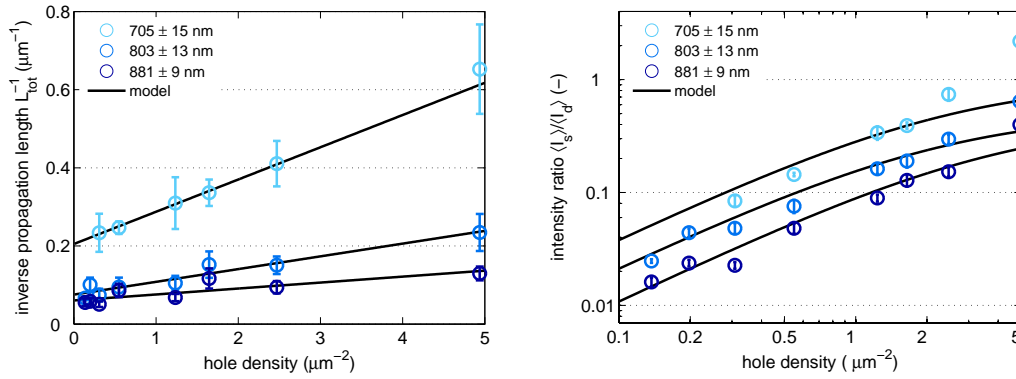 705 ± 15 nm
803 ± 13 nm
881 ± 9 nm
model
inverse propagation length L_tot^-1 (μm^-1)
0.8
0.6
0.4
0.2
0
0 1 2 3 4 5
hole density (μm^-2)
705 ± 15 nm
803 ± 13 nm
881 ± 9 nm
model
intensity ratio ⟨I_s⟩/⟨I_d⟩ (–)
1
0.1
0.01
0.1 0.2 0.5 1 2 5
hole density ( μm^-2)